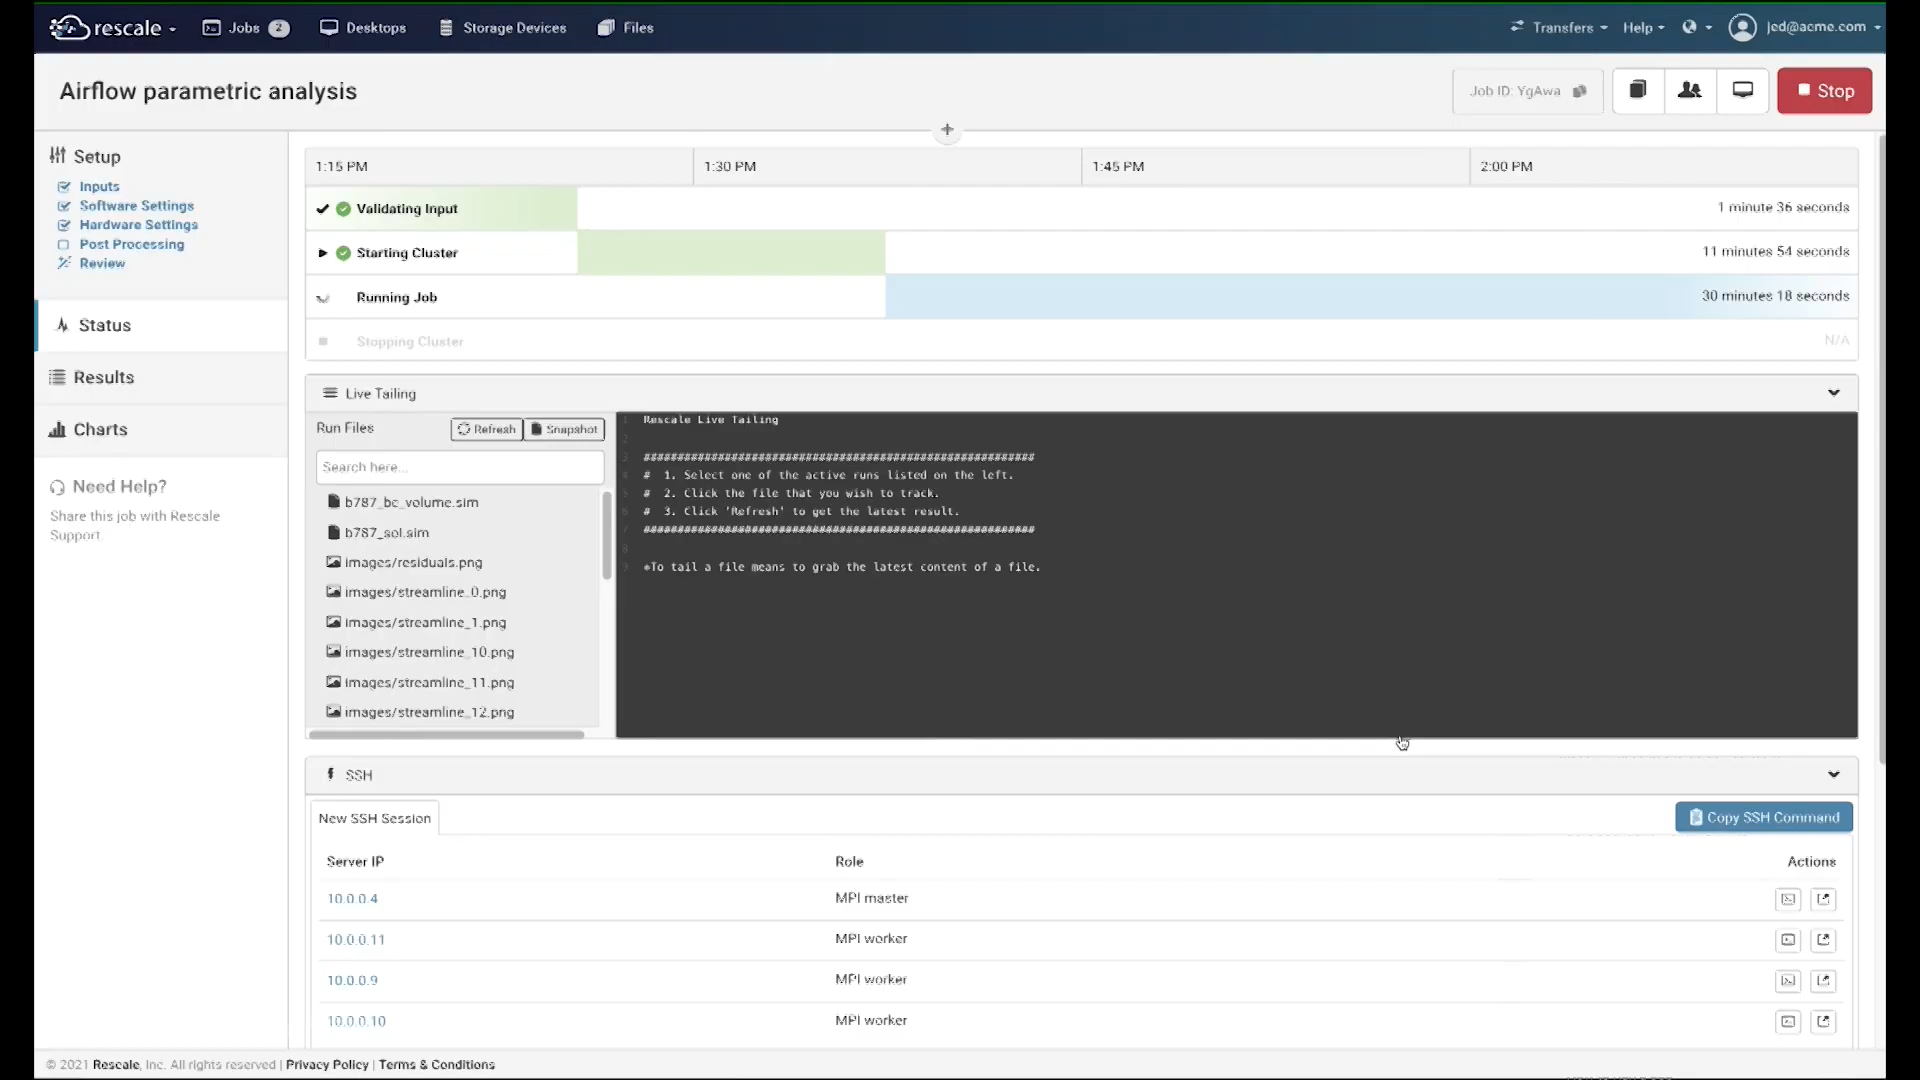 rescale
Jobs 2
Desktops
Storage Devices
Files
Transfers
Help
jed@acme.com
Airflow parametric analysis
Job ID: YgAwa
Stop
Setup
Inputs
Software Settings
Hardware Settings
Post Processing
Review
Status
Results
Charts
Need Help?
Share this job with Rescale
Support
1:15 PM 1:30 PM 1:45 PM 2:00 PM
Validating Input 1 minute 36 seconds
Starting Cluster 11 minutes 54 seconds
Running Job 30 minutes 18 seconds
Stopping Cluster N/A
Live Tailing
Run Files
Refresh
Snapshot
Search here...
b787_bc_volume.sim
b787_sol.sim
images/residuals.png
images/streamline_0.png
images/streamline_1.png
images/streamline_10.png
images/streamline_11.png
images/streamline_12.png
Rescale Live Tailing
##########################################################
# 1. Select one of the active runs listed on the left.
# 2. Click the file that you wish to track.
# 3. Click 'Refresh' to get the latest result.
##########################################################
*To tail a file means to grab the latest content of a file.
SSH
New SSH Session
Copy SSH Command
Server IP Role Actions
10.0.0.4 MPI master
10.0.0.11 MPI worker
10.0.0.9 MPI worker
10.0.0.10 MPI worker
© 2021 Rescale, Inc. All rights reserved | Privacy Policy | Terms & Conditions